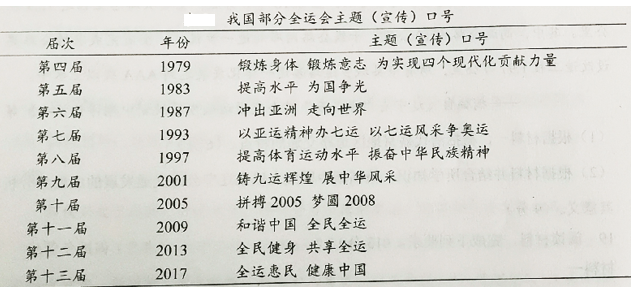 我国部分全运会主题（宣传）口号
届次 年份 主题（宣传）口号
第四届 1979 锻炼身体 锻炼意志 为实现四个现代化贡献力量
第五届 1983 提高水平 为国争光
第六届 1987 冲出亚洲 走向世界
第七届 1993 以亚运精神办七运 以七运风采争奥运
第八届 1997 提高体育运动水平 振奋中华民族精神
第九届 2001 铸九运辉煌 展中华风采
第十届 2005 拼搏 2005 梦圆 2008
第十一届 2009 和谐中国 全民全运
第十二届 2013 全民健身 共享全运
第十三届 2017 全运惠民 健康中国